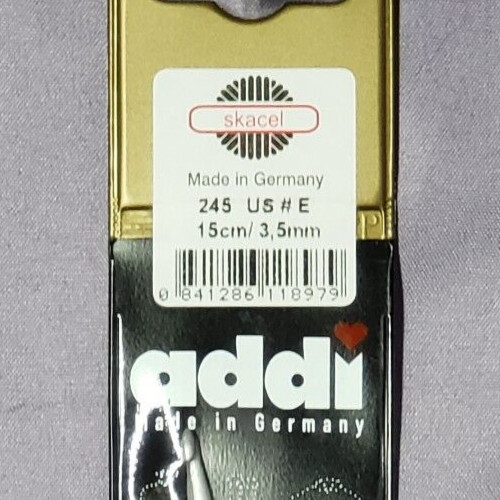 skacel
Made in Germany
245 US # E
15cm/ 3,5mm
0 841286 118979
addi
Made in Germany